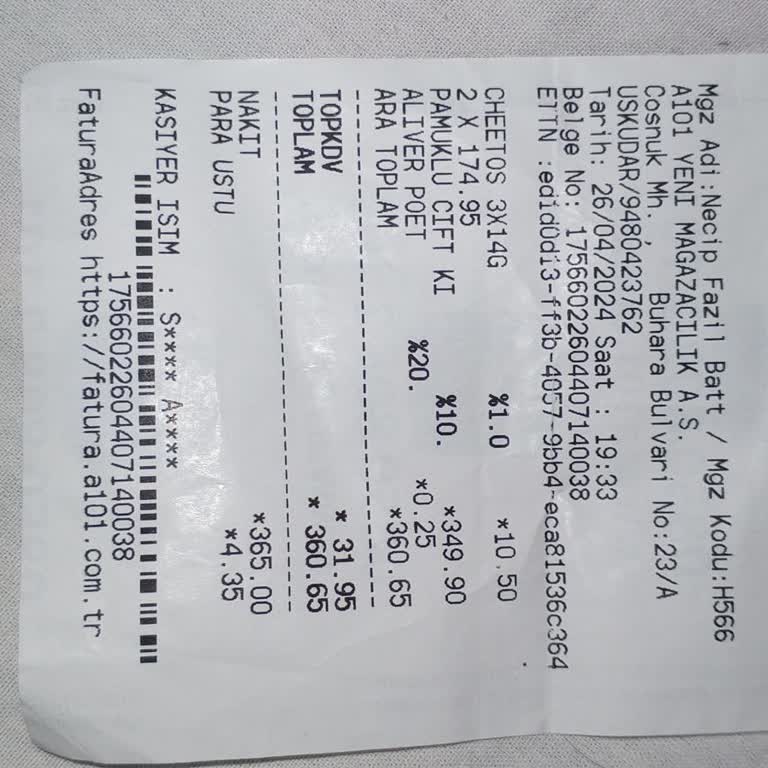 Mgz Adi:Necip Fazil Batt / Mgz Kodu:H566
A101 YENI MAGAZACILIK A.S.
Cosnuk Mh. Buhara Bulvari No:23/A
,
USKUDAR/9480423762
Tarih: 26/04/2024 Saat : 19:33
Belge No: 17566022604407140038
ETTN :ed1d0d13-ff3b-4057-9bb4-eca81536c364
CHEETOS 3X14G %1.0 *10.50
2 X 174.95
PAMUKLU CIFT KI %10. *349.90
ALIVER POET %20. *0.25
ARA TOPLAM *360.65
TOPKDV * 31.95
TOPLAM * 360.65
NAKIT *365.00
PARA USTU *4.35
KASIYER ISIM : S**** A****
17566022604407140038
FaturaAdres https://fatura.a101.com.tr